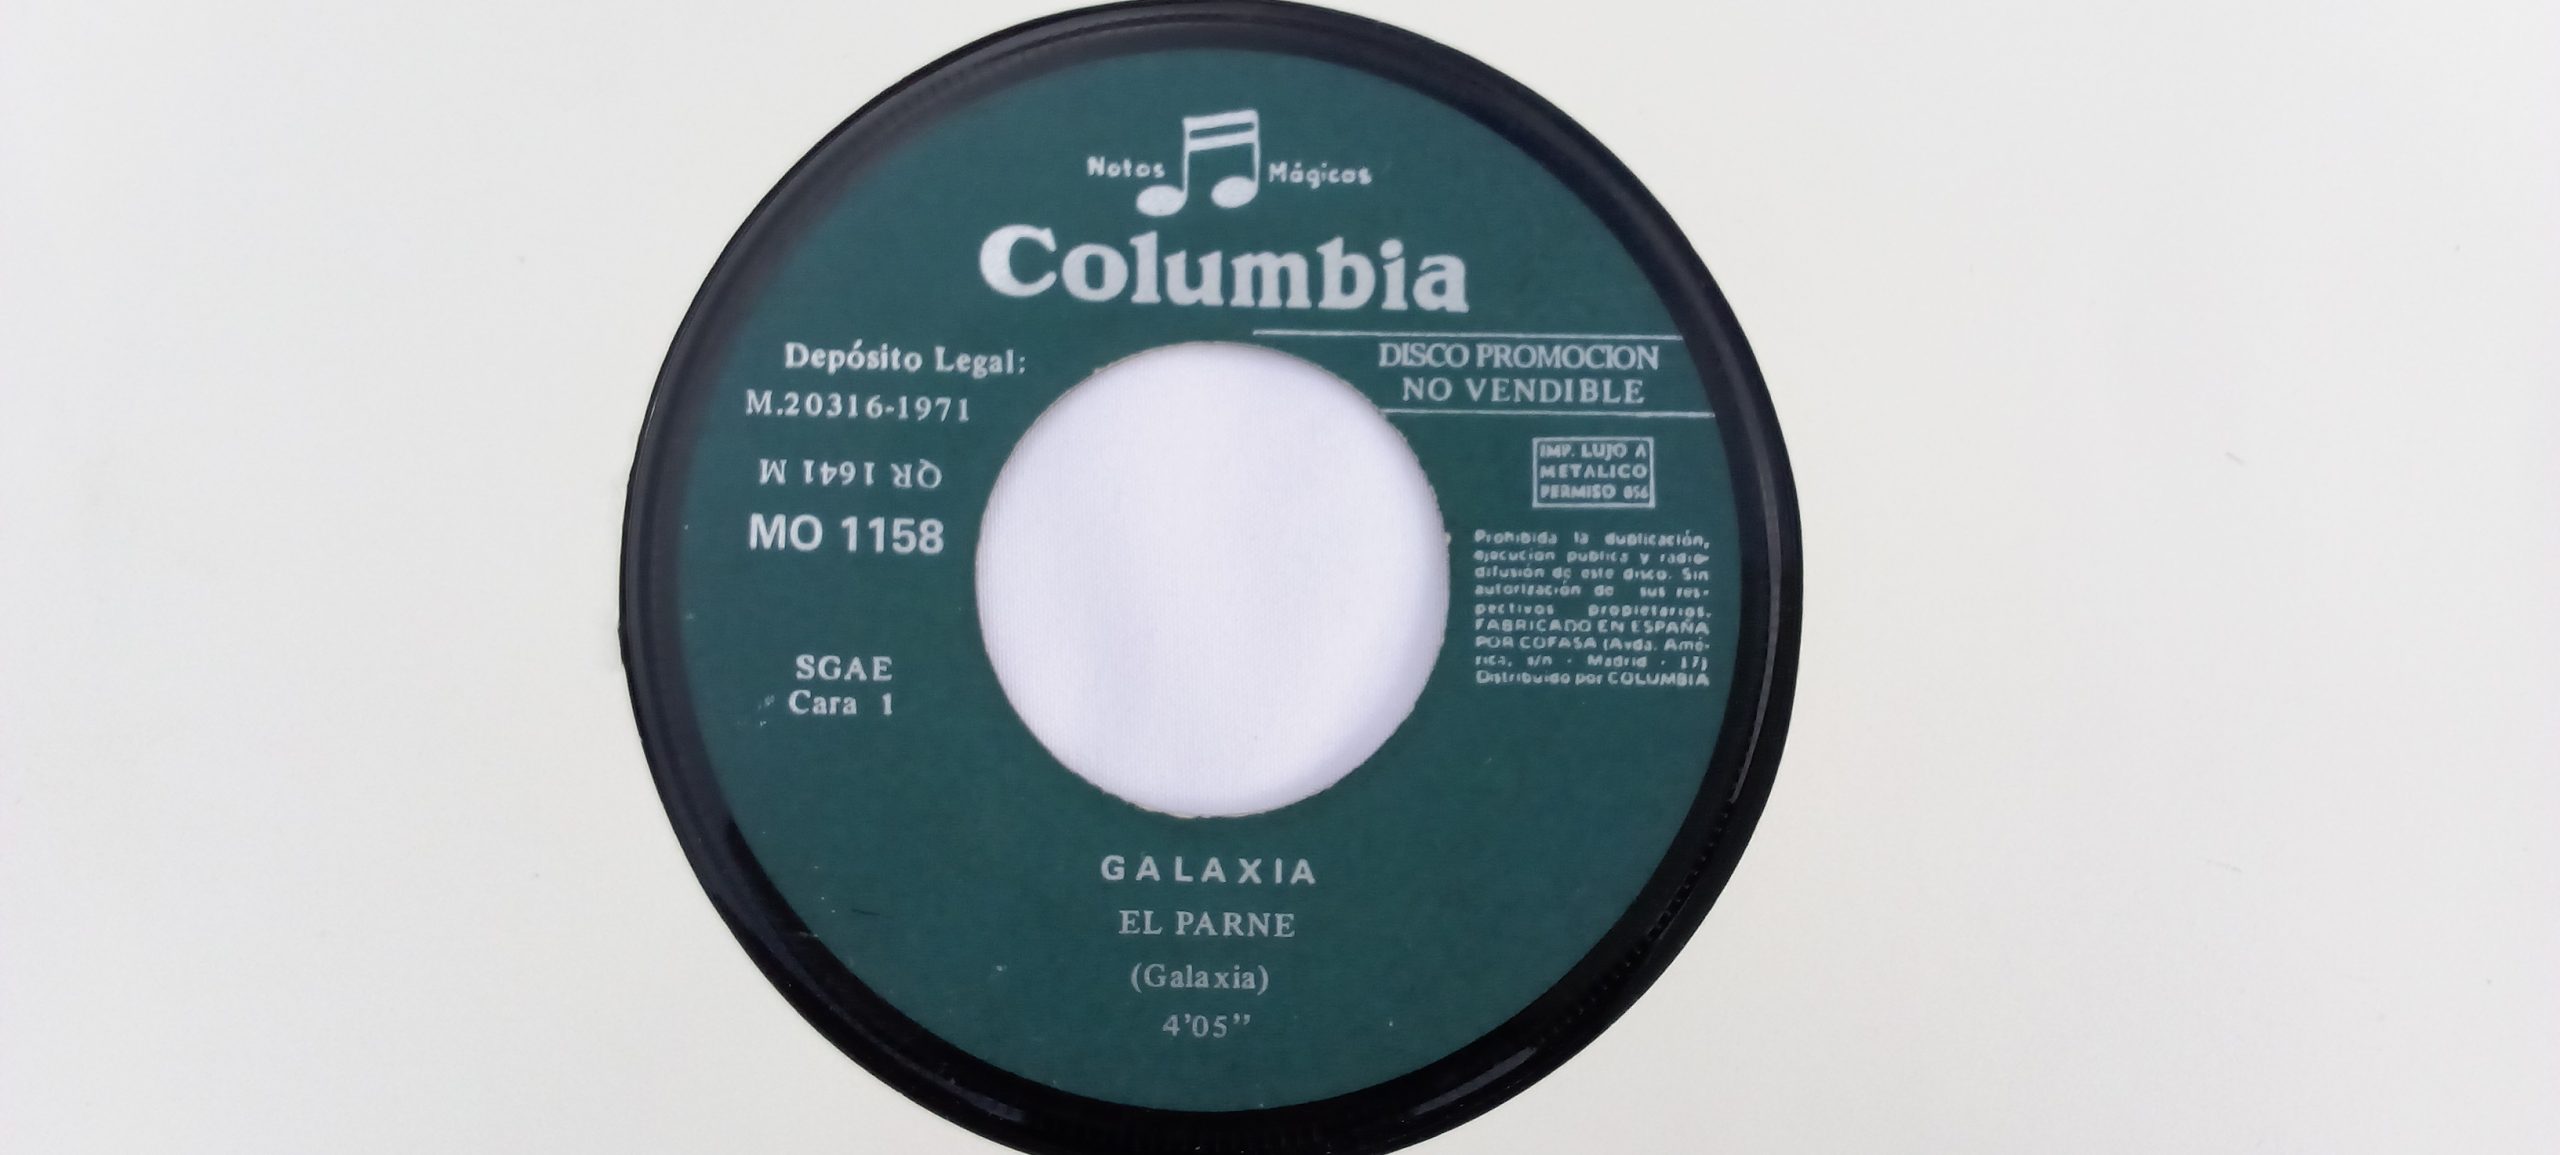 Notas Mágicas
Columbia
Depósito Legal:
M.20316-1971
QR 1641 M
MO 1158
SGAE
Cara 1
DISCO PROMOCION
NO VENDIBLE
IMP. LUJO A
METALICO
PERMISO 856
Prohibida la duplicación,
ejecución publica y radio-
difusión de este disco. Sin
autorización de sus res-
pectivos propietarios.
FABRICADO EN ESPAÑA
POR COFASA (Avda. Amé-
rica, s/n - Madrid - 17)
Distribuido por COLUMBIA
GALAXIA
EL PARNE
(Galaxia)
4'05"